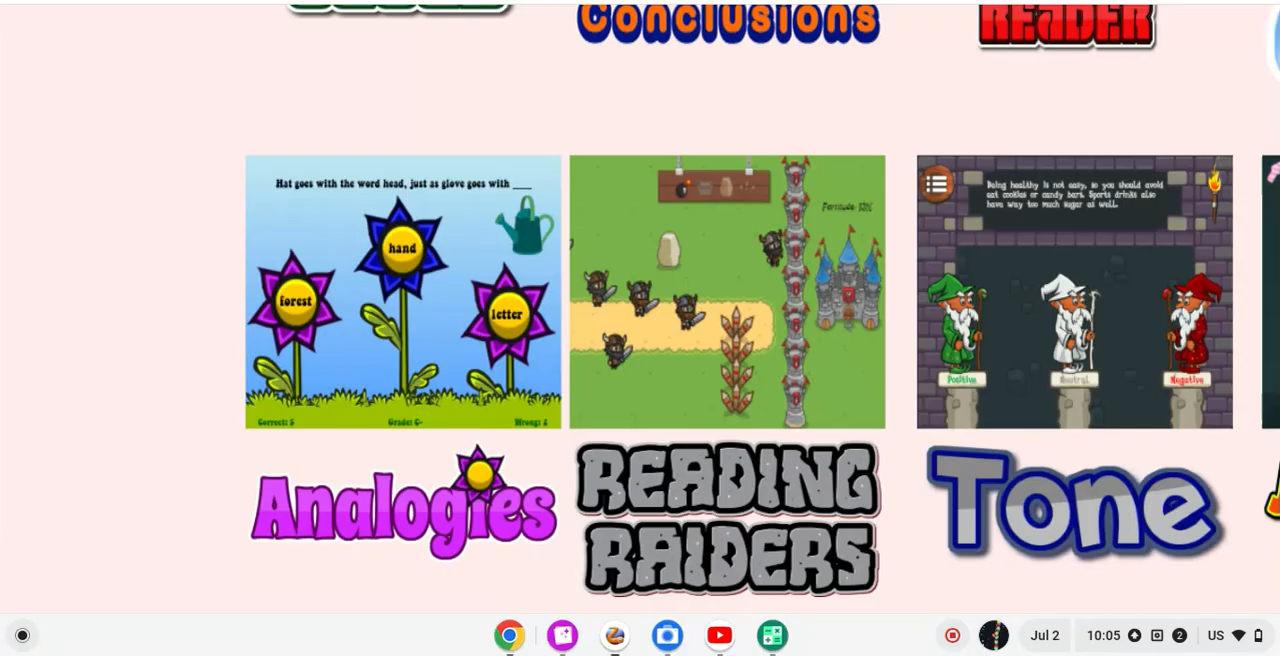 Conclusions
READER
Hat goes with the word head, just as glove goes with ___
hand
forest
letter
Correct: 5
Grade: C-
Wrong: 2
Being healthy is not easy, so you should avoid
eat cookies or candy bars. Sports drinks also
have way too much sugar as well.
Positive
Neutral
Negative
Analogies
READING
RAIDERS
Tone
Jul 2
10:05
2
US